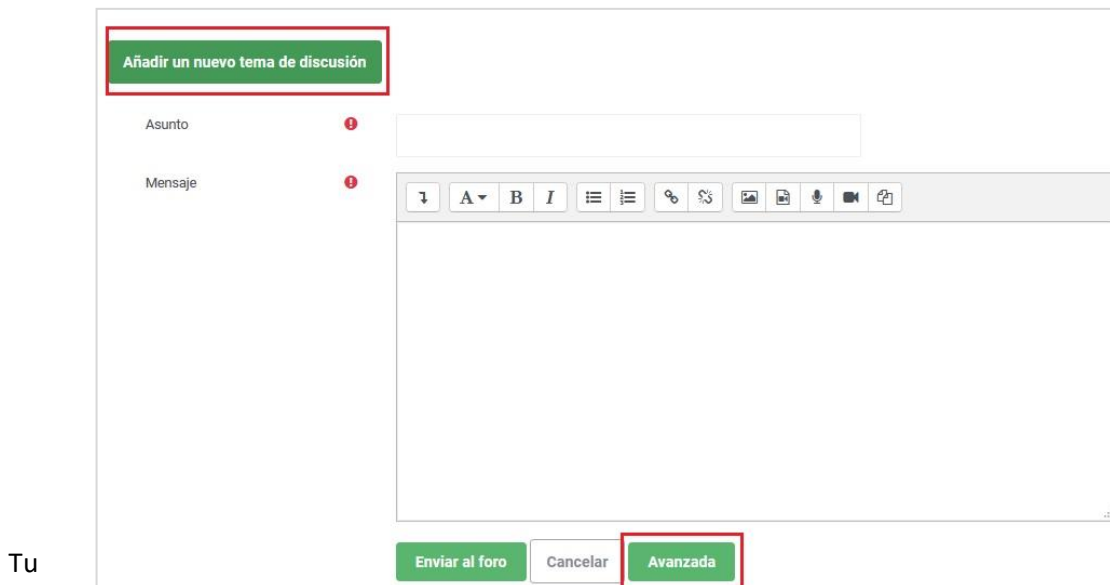 Añadir un nuevo tema de discusión
Asunto
Mensaje
A B I
Tu Enviar al foro Cancelar Avanzada